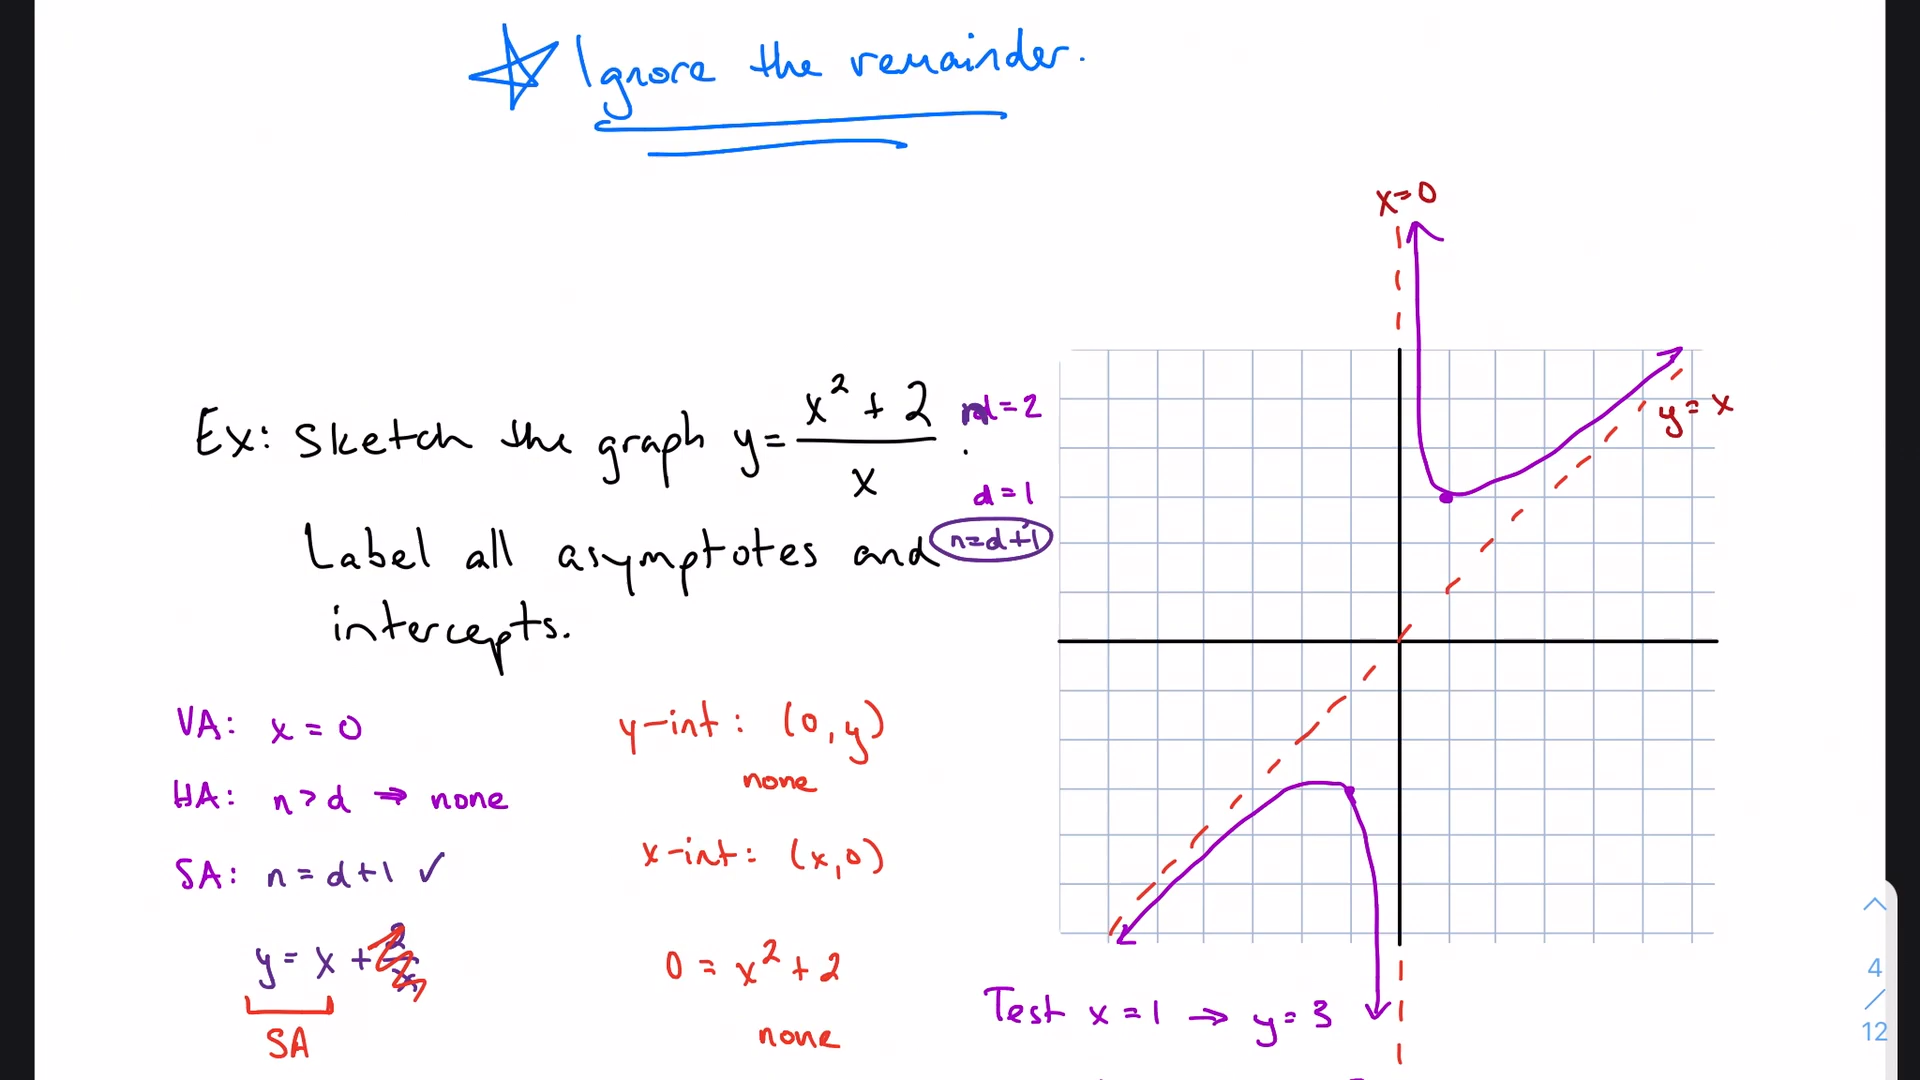 Ignore the remainder.
x=0
Ex: Sketch the graph y = (x² + 2)/x .
n=2
d=1
n=d+1
Label all asymptotes and
intercepts.
y=x
VA: x = 0
HA: n>d ⇒ none
SA: n = d+1 ✓
y = x +
SA
y-int: (0,y)
none
x-int: (x,0)
0 = x² + 2
none
Test x=1 → y=3
4
/
12